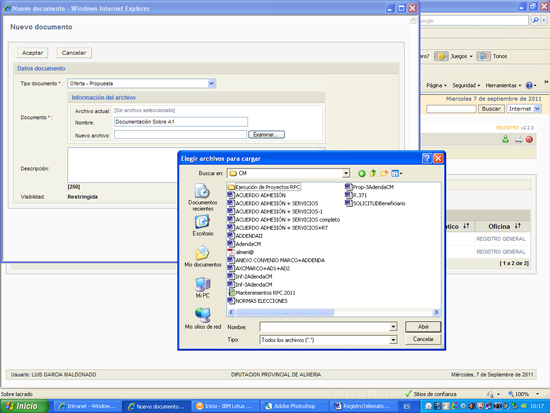 Nuevo documento - Windows Internet Explorer
Nuevo documento
Aceptar Cancelar
Datos documento
Tipo documento * : Oferta - Propuesta
Información del archivo
Archivo actual: [Sin archivo seleccionado]
Documento * :
Nombre: Documentación Sobre A1
Nuevo archivo: Examinar...
Descripción:
[250]
Visibilidad: Restringida
Google
ero? Juegos Tonos
Página Seguridad Herramientas
Miercoles 7 de septiembre de 2011
Buscar Internet
REGISTRO v2.2.0
ático Oficina
REGISTRO GENERAL
REGISTRO GENERAL
[1 a 2 de 2]
Elegir archivos para cargar
Buscar en: CM
Documentos recientes
Escritorio
Mis documentos
Mi PC
Mis sitios de red
Ejecución de Proyectos RPC
ACUERDO ADHESIÓN
ACUERDO ADHESIÓN + SERVICIOS
ACUERDO ADHESIÓN + SERVICIOS-1
ACUERDO ADHESIÓN + SERVICIOS completo
ACUERDO ADHESIÓN + SERVICIOS+RT
ADDENDAII
AdendaCM
almeri@
ANEXO CONVENIO MARCO+ADDENDA
AXCMARCO+AD1+AD2
Inf-2AdendaCM
Inf-3AdendaCM
Mantenimientos RPC 2011
NORMAS ELECCIONES
Prop-3AdendaCM
R.371
SOLICITUDBeneficiario
Nombre: Abrir
Tipo: Todos los archivos (*.*) Cancelar
Usuario: LUIS GARCIA MALDONADO DIPUTACION PROVINCIAL DE ALMERIA Miércoles, 7 de Septiembre de 2011
Sobre lacrado Sitios de confianza 100%
Inicio Intranet - Window... Nuevo documento... Inicio - IBM Lotus ... Adobe Photoshop RegistroTelematic... ES 10:17